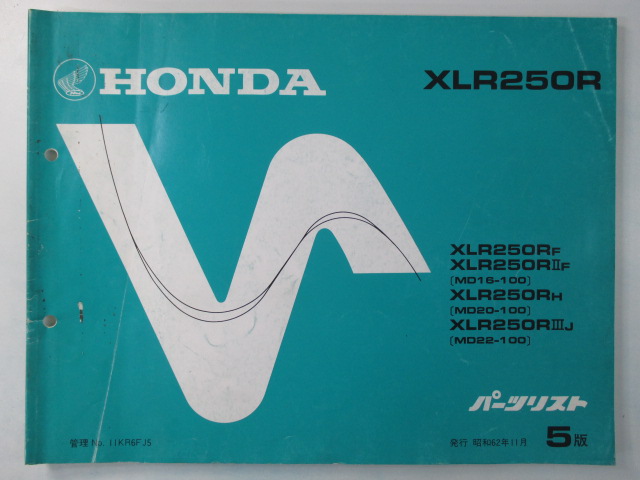 HONDA
XLR250R
XLR250RF
XLR250RⅡF
(MD16-100)
XLR250RH
(MD20-100)
XLR250RⅢJ
(MD22-100)
パーツリスト
管理 No. 11KR6FJ5
発行 昭和62年11月 5版